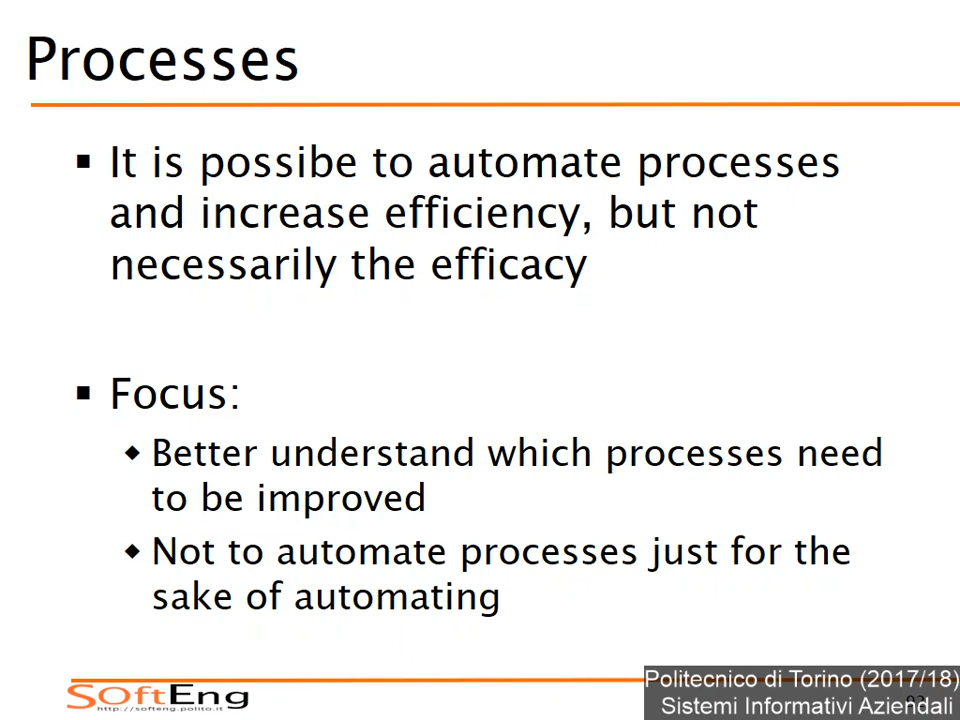 Processes
▪ It is possibe to automate processes
and increase efficiency, but not
necessarily the efficacy
▪ Focus:
◆ Better understand which processes need
to be improved
◆ Not to automate processes just for the
sake of automating
SoftEng
http://softeng.polito.it
Politecnico di Torino (2017/18)
Sistemi Informativi Aziendali